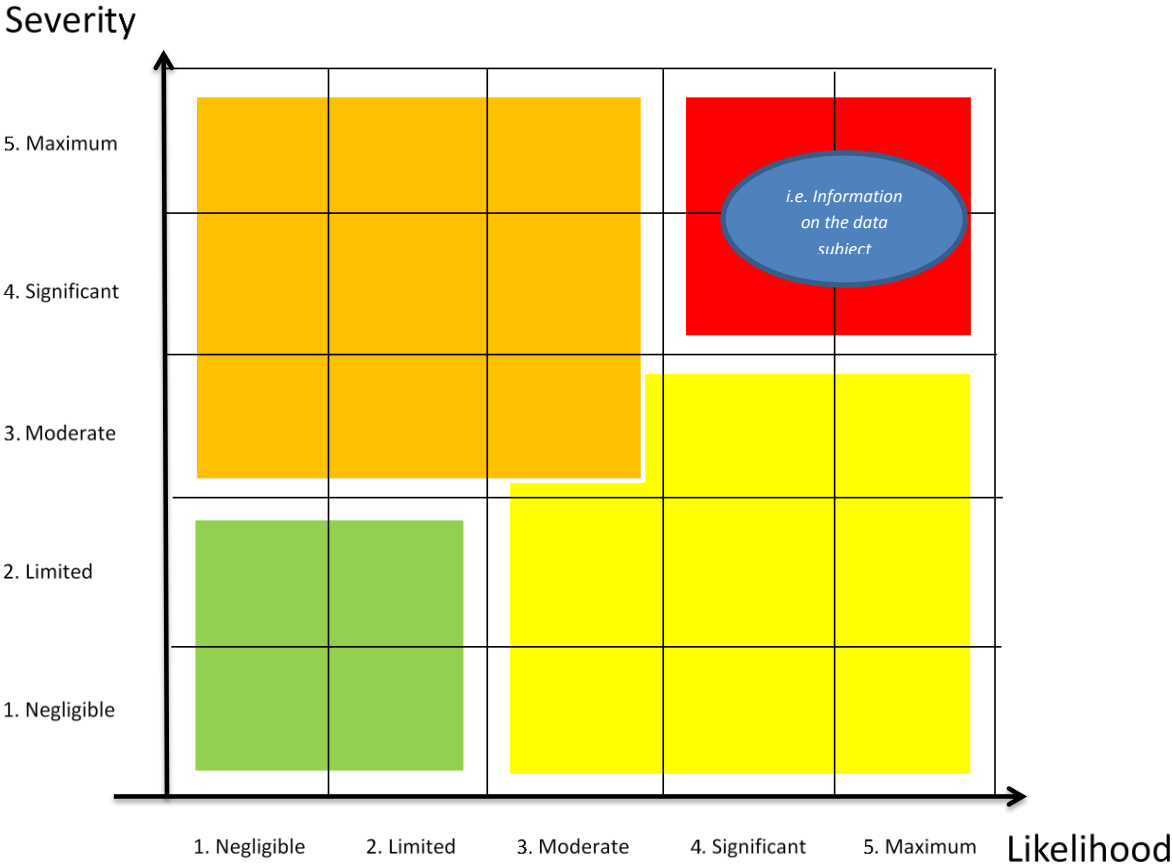 Severity
5. Maximum
i.e. Information
on the data
subject
4. Significant
3. Moderate
2. Limited
1. Negligible
1. Negligible 2. Limited 3. Moderate 4. Significant 5. Maximum Likelihood